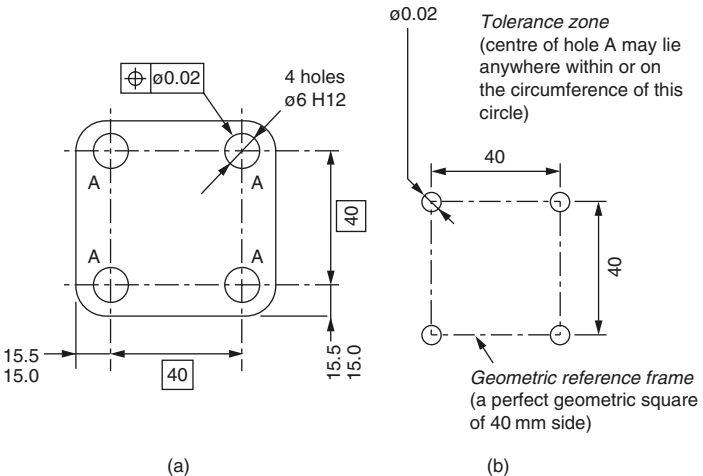 ø0.02
4 holes
ø6 H12
A
A
A
A
40
15.5
15.0
40
15.5
15.0
(a)
ø0.02
Tolerance zone
(centre of hole A may lie
anywhere within or on
the circumference of this
circle)
40
40
Geometric reference frame
(a perfect geometric square
of 40 mm side)
(b)